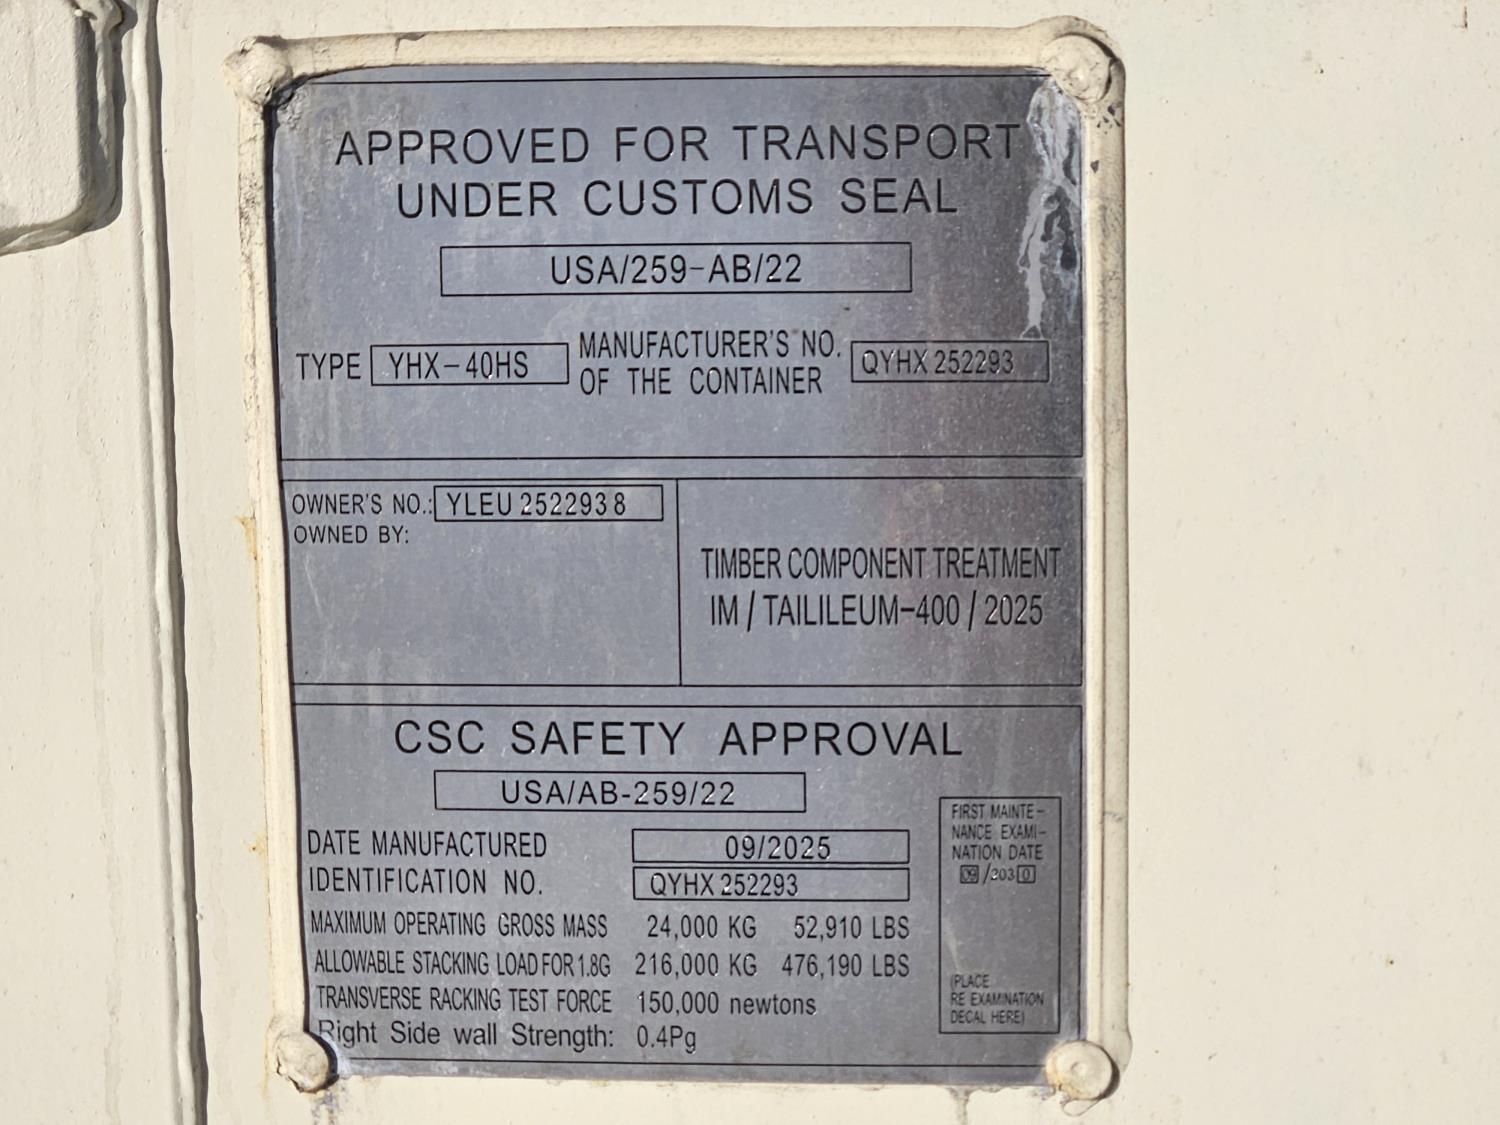 APPROVED FOR TRANSPORT
UNDER CUSTOMS SEAL
USA/259-AB/22
TYPE YHX-40HS MANUFACTURER'S NO. OF THE CONTAINER QYHX 252293
OWNER'S NO.: YLEU 252293 8
OWNED BY:
TIMBER COMPONENT TREATMENT
IM / TAILILEUM-400 / 2025
CSC SAFETY APPROVAL
USA/AB-259/22
DATE MANUFACTURED 09/2025
IDENTIFICATION NO. QYHX 252293
MAXIMUM OPERATING GROSS MASS 24,000 KG 52,910 LBS
ALLOWABLE STACKING LOAD FOR 1.8G 216,000 KG 476,190 LBS
TRANSVERSE RACKING TEST FORCE 150,000 newtons
Right Side wall Strength: 0.4Pg
FIRST MAINTE-
NANCE EXAMI-
NATION DATE
09/2030
(PLACE
RE EXAMINATION
DECAL HERE)